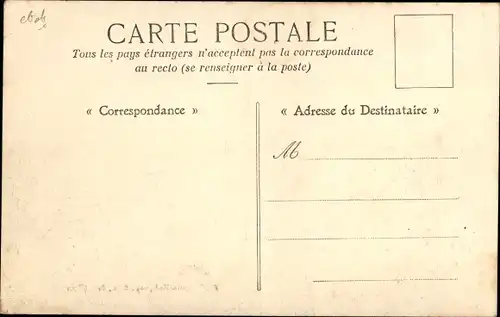 CARTE POSTALE
Tous les pays étrangers n'acceptent pas la correspondance
au recto (se renseigner à la poste)
« Correspondance »
« Adresse du Destinataire »
M